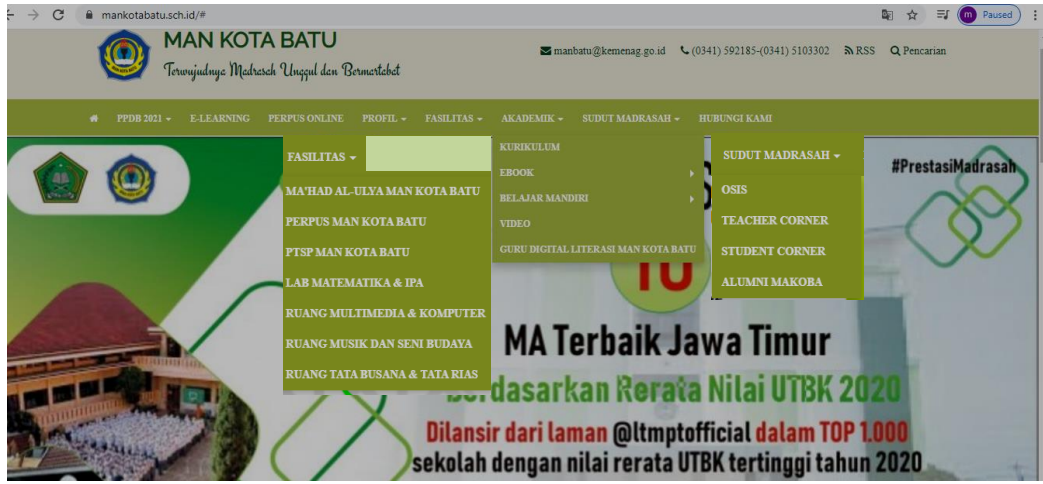 mankotabatu.sch.id/#
m Paused
MAN KOTA BATU
Terwujudnya Madrasah Unggul dan Bermartabat
manbatu@kemenag.go.id (0341) 592185-(0341) 5103302 RSS Pencarian
PPDB 2021 E-LEARNING PERPUS ONLINE PROFIL FASILITAS AKADEMIK SUDUT MADRASAH HUBUNGI KAMI
FASILITAS
MA'HAD AL-ULYA MAN KOTA BATU
PERPUS MAN KOTA BATU
PTSP MAN KOTA BATU
LAB MATEMATIKA & IPA
RUANG MULTIMEDIA & KOMPUTER
RUANG MUSIK DAN SENI BUDAYA
RUANG TATA BUSANA & TATA RIAS
KURIKULUM
EBOOK
BELAJAR MANDIRI
VIDEO
GURU DIGITAL LITERASI MAN KOTA BATU
SUDUT MADRASAH
OSIS
TEACHER CORNER
STUDENT CORNER
ALUMNI MAKOBA
#PrestasiMadrasah
10
MA Terbaik Jawa Timur
Berdasarkan Rerata Nilai UTBK 2020
Dilansir dari laman @ltmptofficial dalam TOP 1.000
sekolah dengan nilai rerata UTBK tertinggi tahun 2020